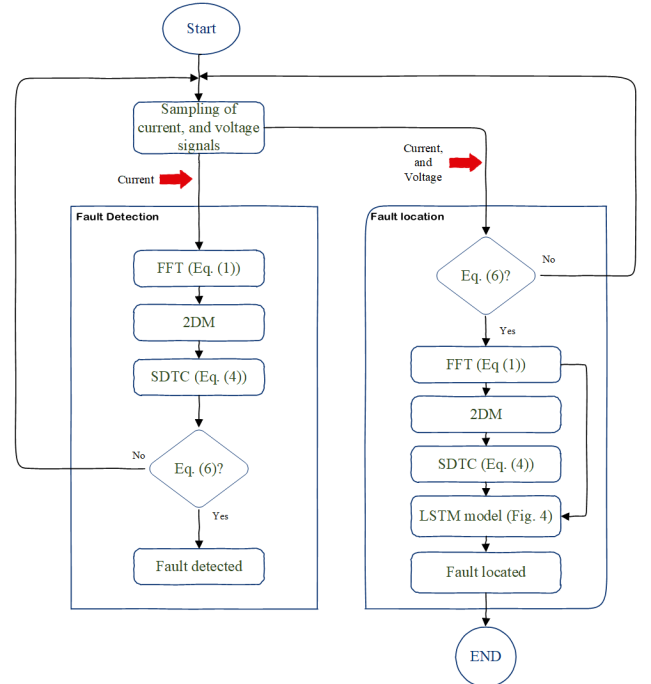 Start
Sampling of
current, and voltage
signals
Current
Current,
and
Voltage
Fault Detection
FFT (Eq. (1))
2DM
SDTC (Eq. (4))
Eq. (6)?
No
Yes
Fault detected
Fault location
Eq. (6)?
No
Yes
FFT (Eq (1))
2DM
SDTC (Eq. (4))
LSTM model (Fig. 4)
Fault located
END